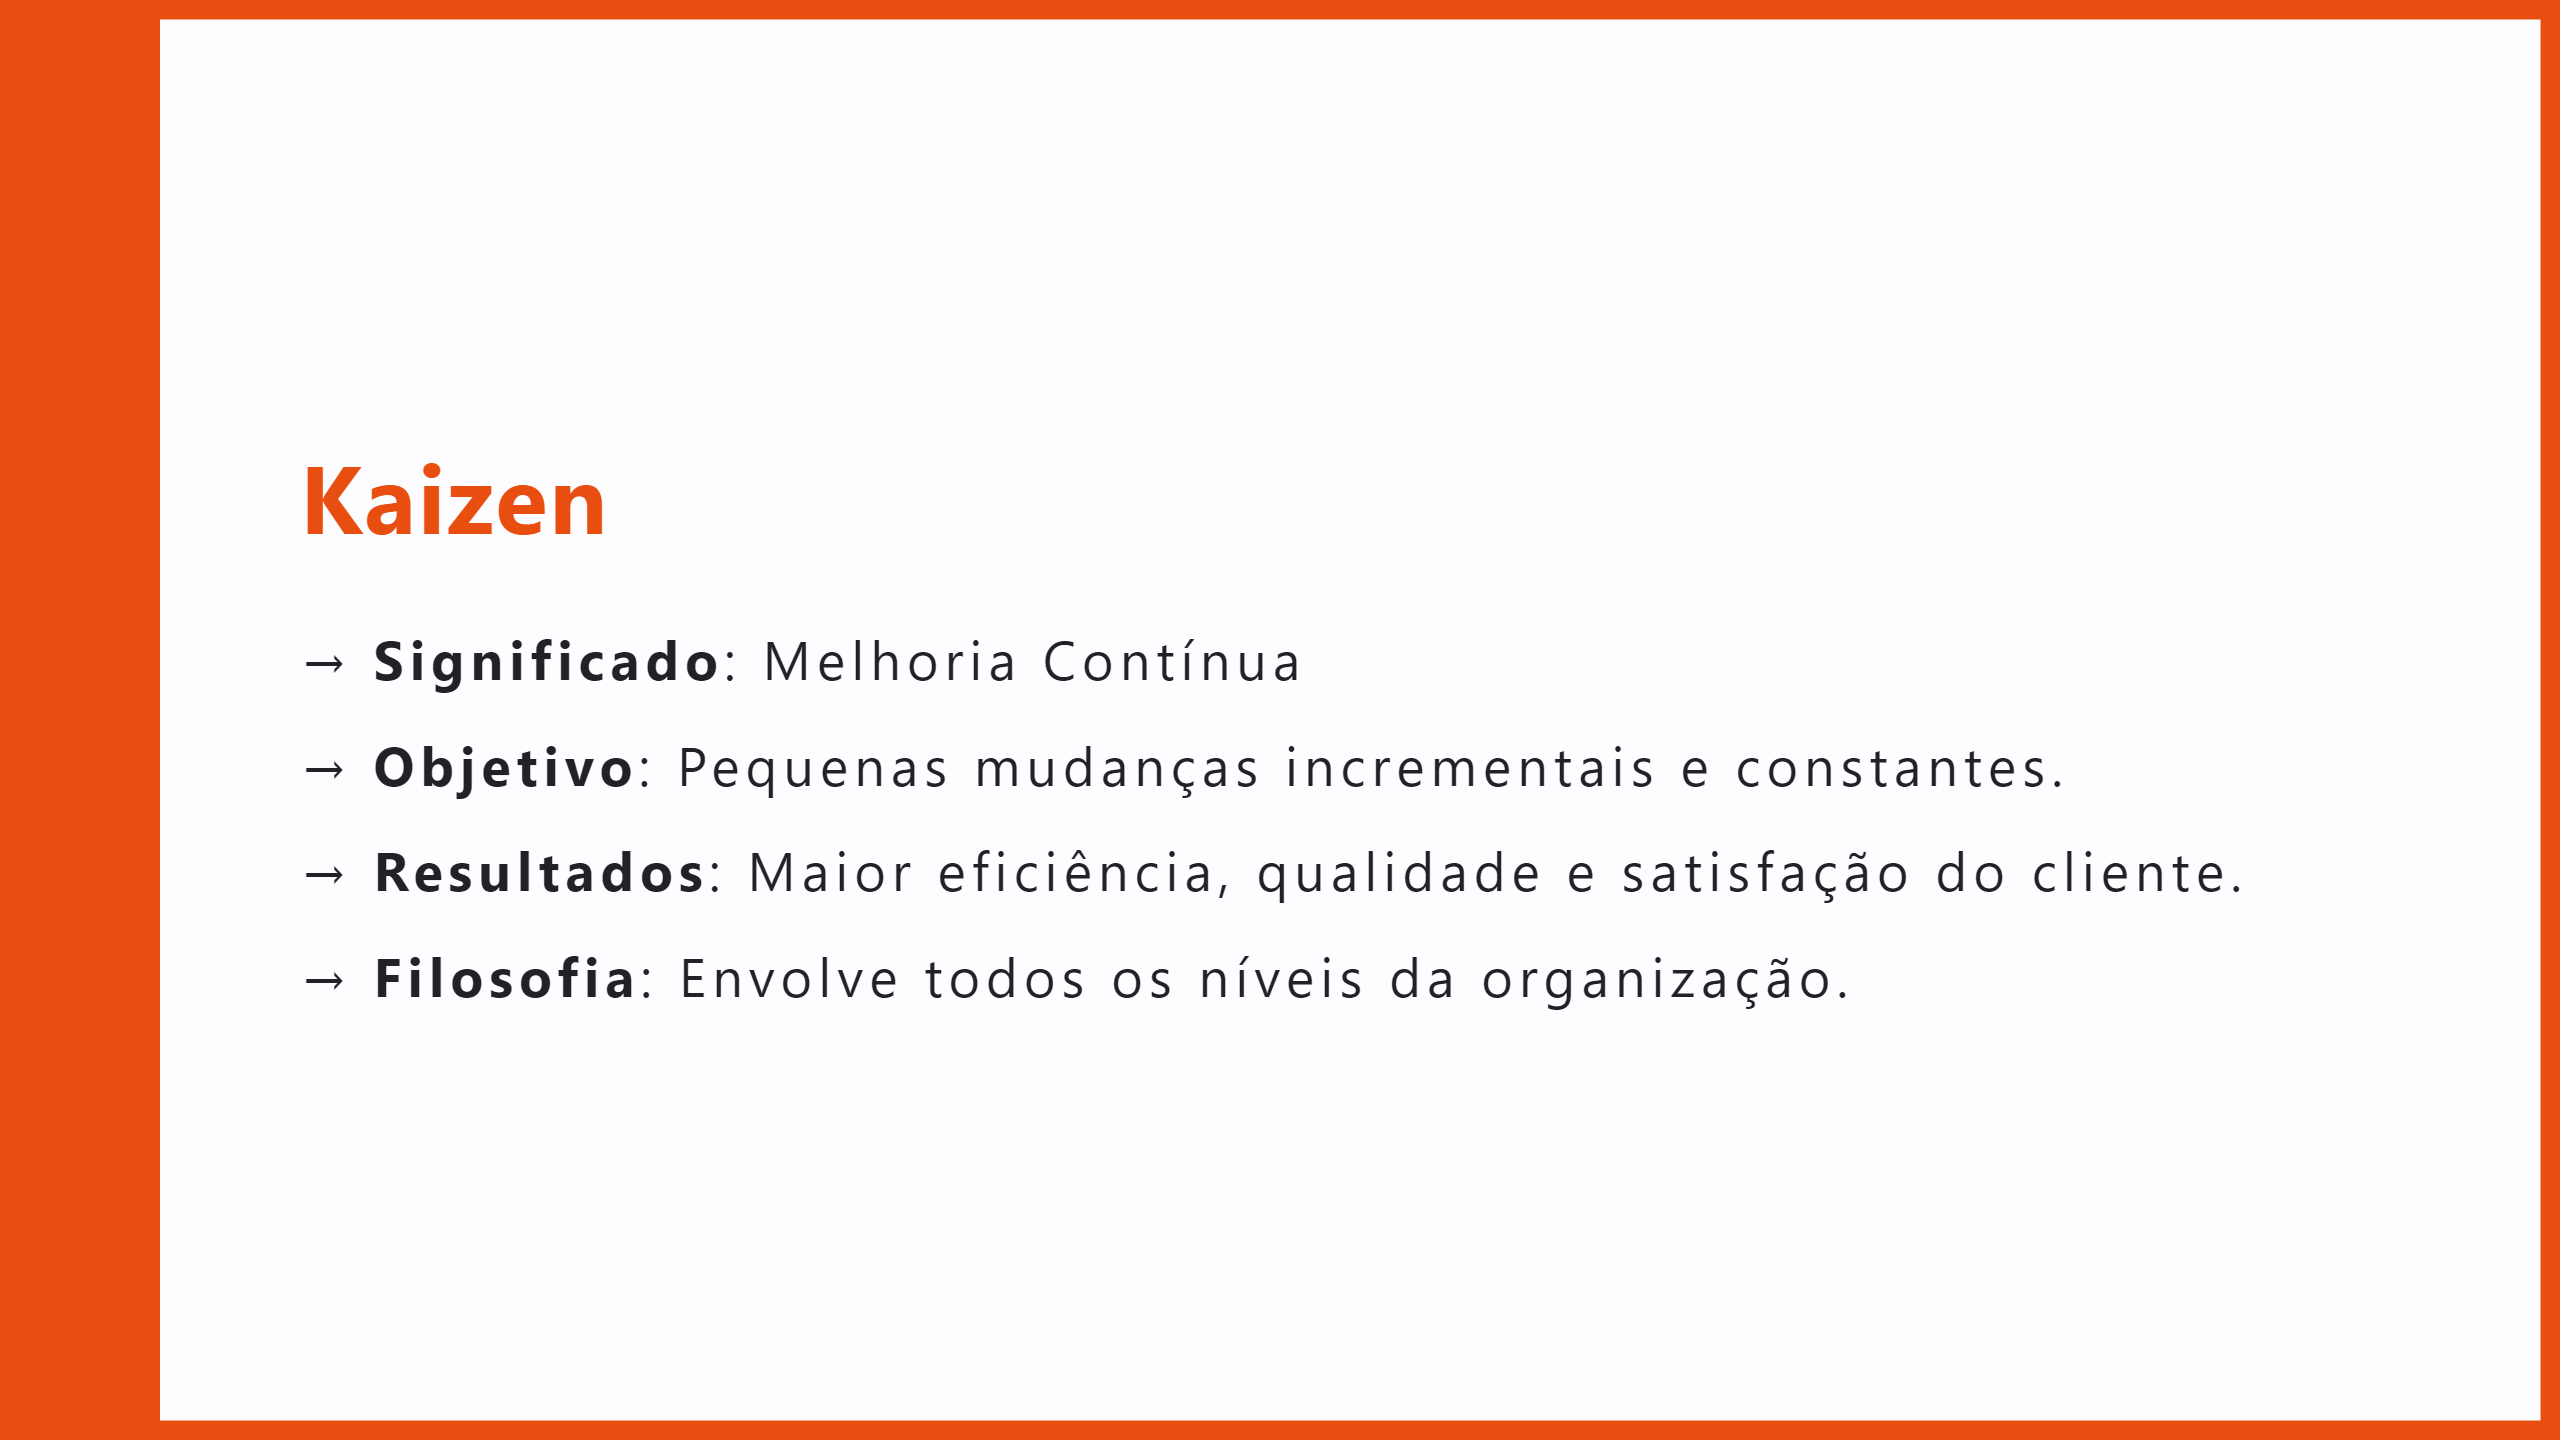 Kaizen
→ Significado: Melhoria Contínua
→ Objetivo: Pequenas mudanças incrementais e constantes.
→ Resultados: Maior eficiência, qualidade e satisfação do cliente.
→ Filosofia: Envolve todos os níveis da organização.